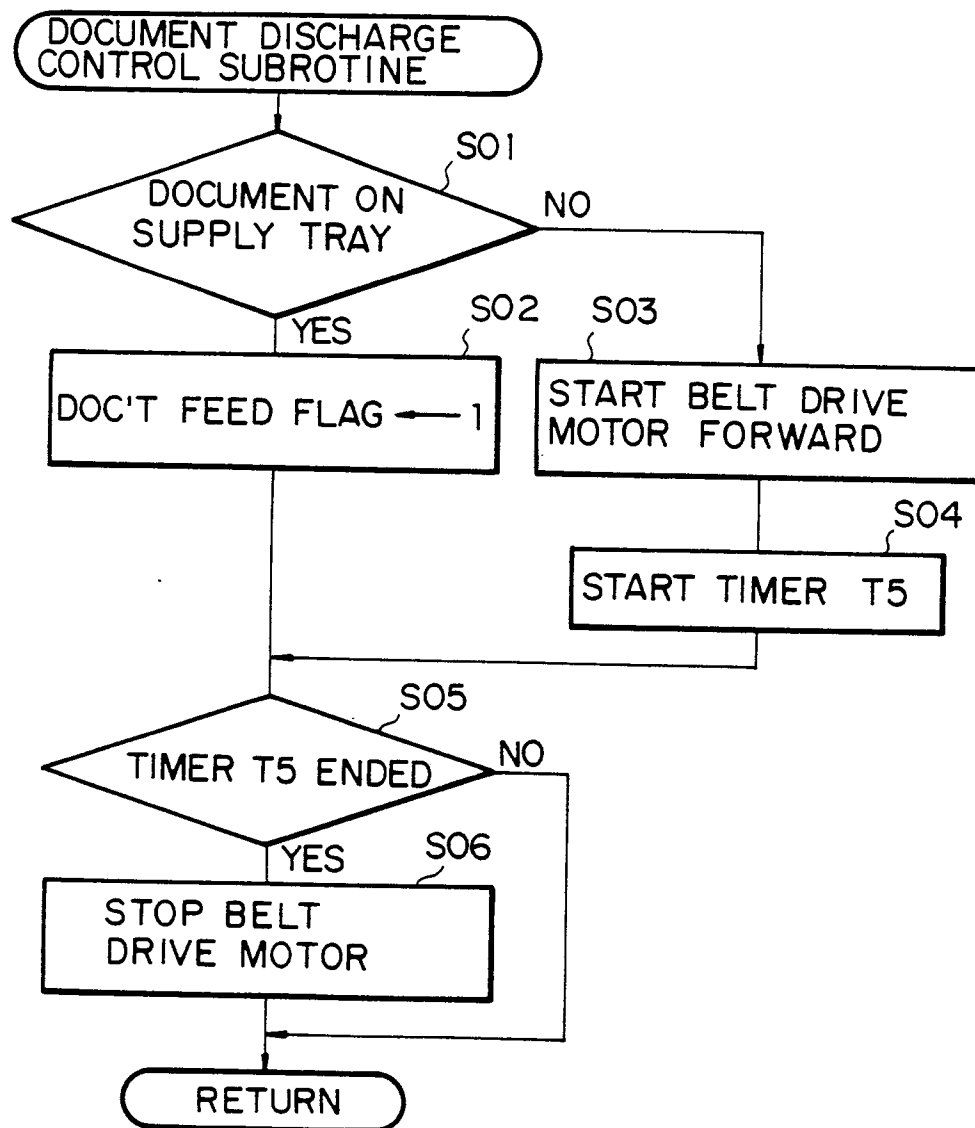 DOCUMENT DISCHARGE
CONTROL SUBROTINE
S01
DOCUMENT ON
SUPPLY TRAY
NO
YES
S02
DOC'T FEED FLAG ← 1
S03
START BELT DRIVE
MOTOR FORWARD
S04
START TIMER T5
S05
TIMER T5 ENDED
NO
YES
S06
STOP BELT
DRIVE MOTOR
RETURN